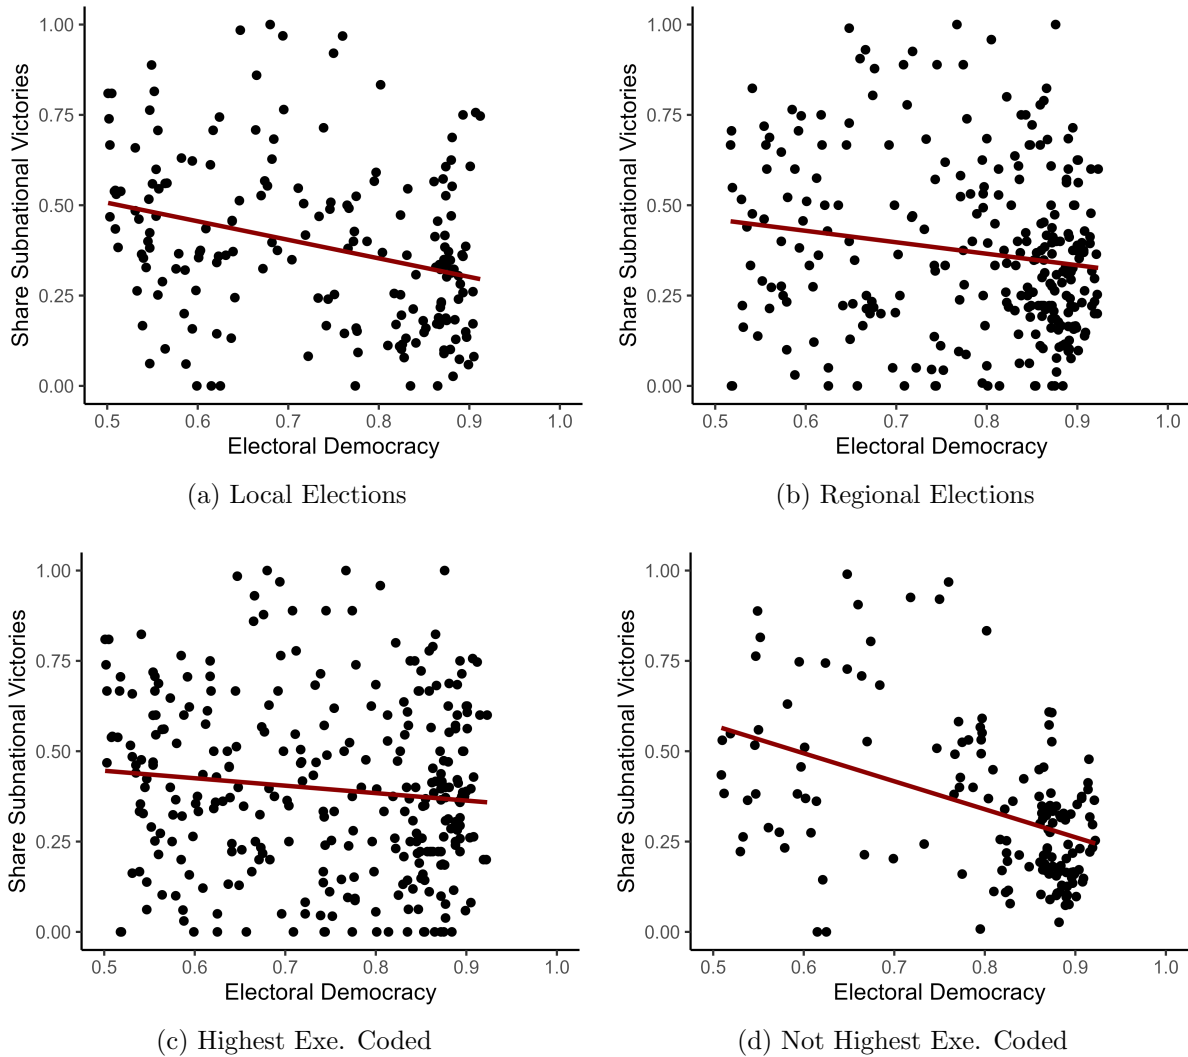 Share Subnational Victories
1.00
0.75
0.50
0.25
0.00
0.5 0.6 0.7 0.8 0.9 1.0
Electoral Democracy
(a) Local Elections
Share Subnational Victories
1.00
0.75
0.50
0.25
0.00
0.5 0.6 0.7 0.8 0.9 1.0
Electoral Democracy
(b) Regional Elections
Share Subnational Victories
1.00
0.75
0.50
0.25
0.00
0.5 0.6 0.7 0.8 0.9 1.0
Electoral Democracy
(c) Highest Exe. Coded
Share Subnational Victories
1.00
0.75
0.50
0.25
0.00
0.5 0.6 0.7 0.8 0.9 1.0
Electoral Democracy
(d) Not Highest Exe. Coded